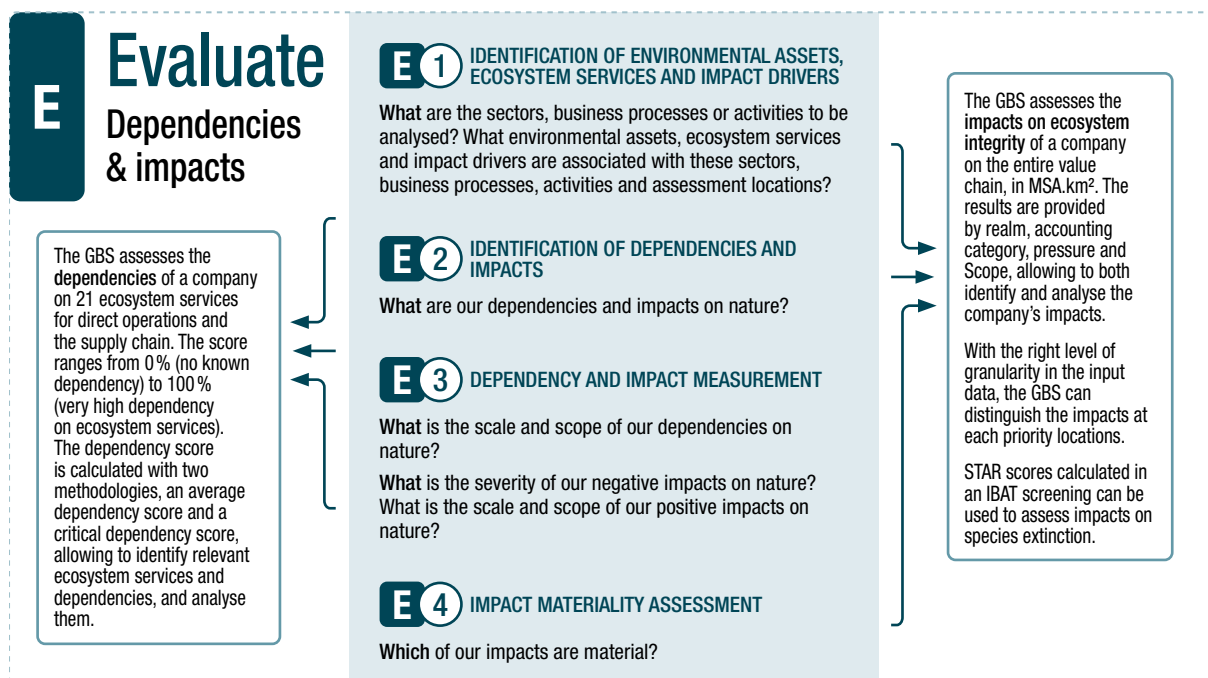 E
Evaluate
Dependencies
& impacts
The GBS assesses the
dependencies of a company
on 21 ecosystem services
for direct operations and
the supply chain. The score
ranges from 0 % (no known
dependency) to 100 %
(very high dependency
on ecosystem services).
The dependency score
is calculated with two
methodologies, an average
dependency score and a
critical dependency score,
allowing to identify relevant
ecosystem services and
dependencies, and analyse
them.
E 1 IDENTIFICATION OF ENVIRONMENTAL ASSETS,
ECOSYSTEM SERVICES AND IMPACT DRIVERS
What are the sectors, business processes or activities to be
analysed? What environmental assets, ecosystem services
and impact drivers are associated with these sectors,
business processes, activities and assessment locations?
E 2 IDENTIFICATION OF DEPENDENCIES AND
IMPACTS
What are our dependencies and impacts on nature?
E 3 DEPENDENCY AND IMPACT MEASUREMENT
What is the scale and scope of our dependencies on
nature?
What is the severity of our negative impacts on nature?
What is the scale and scope of our positive impacts on
nature?
E 4 IMPACT MATERIALITY ASSESSMENT
Which of our impacts are material?
The GBS assesses the
impacts on ecosystem
integrity of a company
on the entire value
chain, in MSA.km². The
results are provided
by realm, accounting
category, pressure and
Scope, allowing to both
identify and analyse the
company's impacts.
With the right level of
granularity in the input
data, the GBS can
distinguish the impacts at
each priority locations.
STAR scores calculated in
an IBAT screening can be
used to assess impacts on
species extinction.